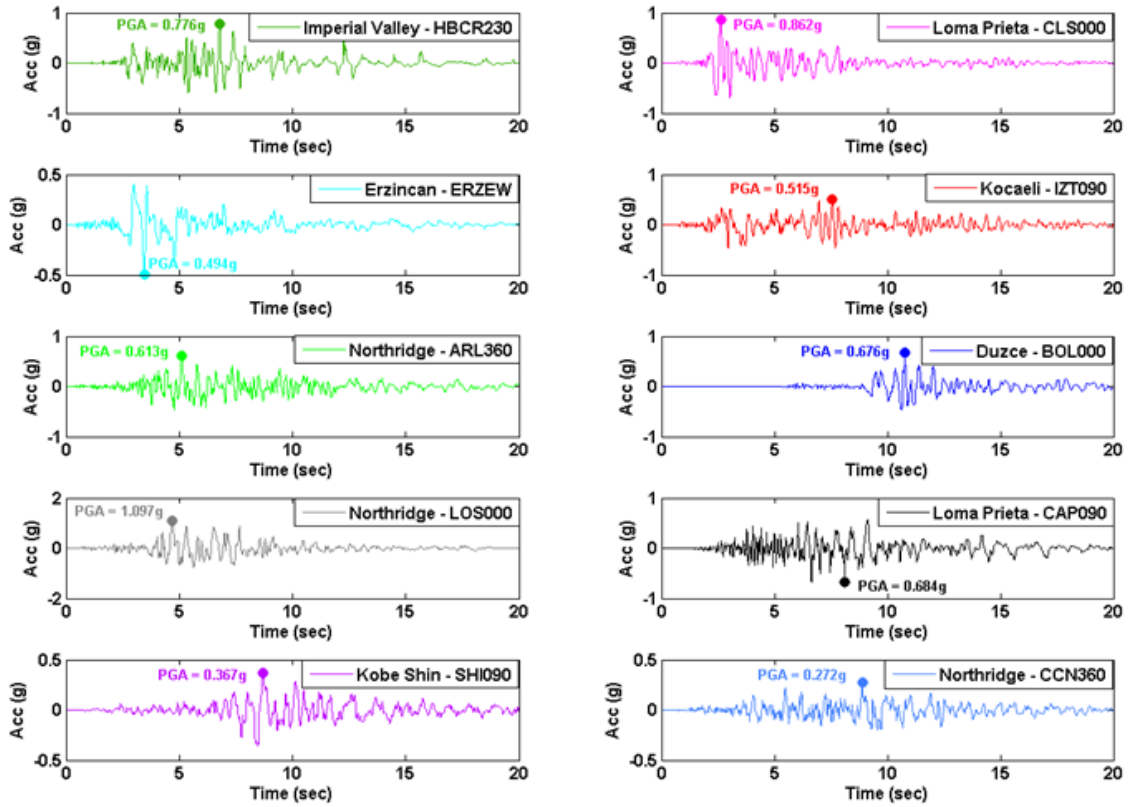 PGA = 0.776g
Imperial Valley - HBCR230
Acc (g)
1
0
-1
0 5 10 15 20
Time (sec)
PGA = 0.862g
Loma Prieta - CLS000
Acc (g)
1
0
-1
0 5 10 15 20
Time (sec)
Erzincan - ERZEW
PGA = 0.494g
Acc (g)
0.5
0
-0.5
0 5 10 15 20
Time (sec)
PGA = 0.515g
Kocaeli - IZT090
Acc (g)
1
0
-1
0 5 10 15 20
Time (sec)
PGA = 0.613g
Northridge - ARL360
Acc (g)
1
0
-1
0 5 10 15 20
Time (sec)
PGA = 0.676g
Duzce - BOL000
Acc (g)
1
0
-1
0 5 10 15 20
Time (sec)
PGA = 1.097g
Northridge - LOS000
Acc (g)
2
0
-2
0 5 10 15 20
Time (sec)
Loma Prieta - CAP090
PGA = 0.684g
Acc (g)
1
0
-1
0 5 10 15 20
Time (sec)
PGA = 0.367g
Kobe Shin - SHI090
Acc (g)
0.5
0
-0.5
0 5 10 15 20
Time (sec)
PGA = 0.272g
Northridge - CCN360
Acc (g)
0.5
0
-0.5
0 5 10 15 20
Time (sec)